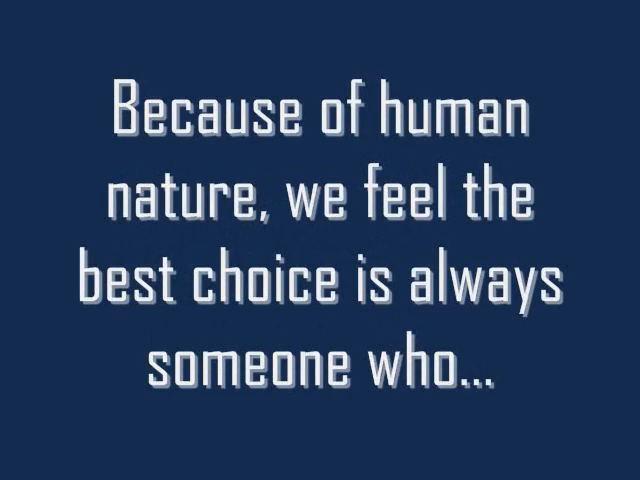 Because of human
nature, we feel the
best choice is always
someone who...